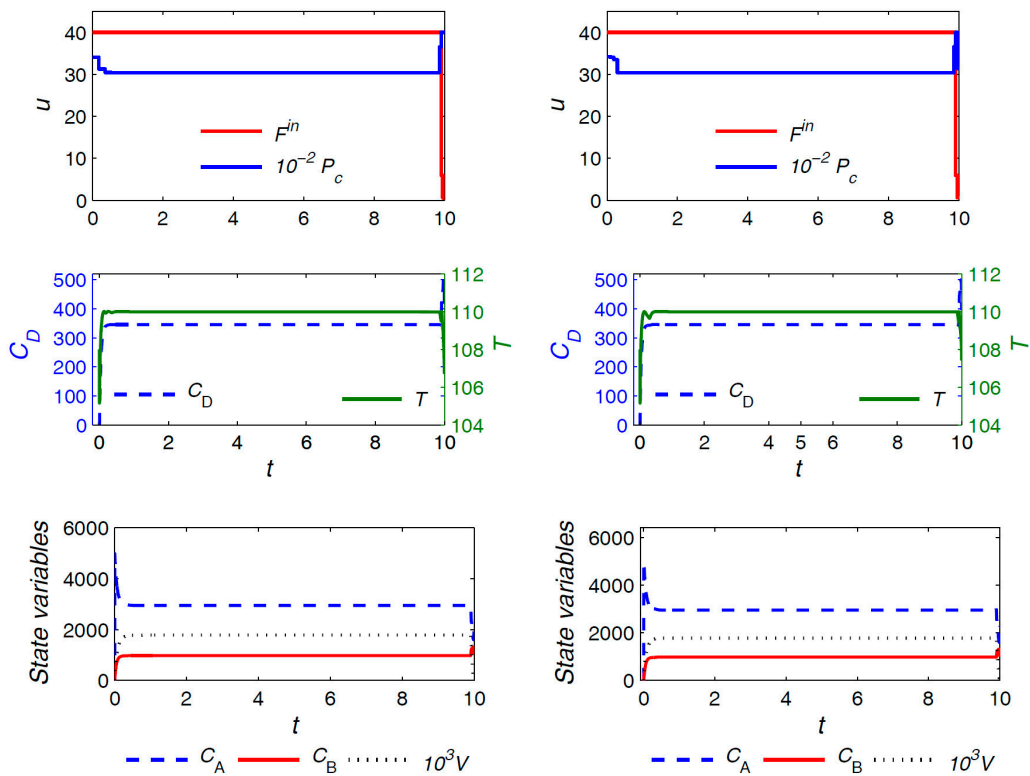 40
30
20
10
0
u
F^in
10^−2 P_c
0 2 4 6 8 10
40
30
20
10
0
u
F^in
10^−2 P_c
0 2 4 6 8 10
500
400
300
200
100
0
C_D
112
110
108
106
104
T
C_D
T
0 2 4 6 8 10
t
500
400
300
200
100
0
C_D
112
110
108
106
104
T
C_D
T
0 2 4 5 6 8 10
t
6000
4000
2000
0
State variables
0 2 4 6 8 10
t
C_A C_B 10^3V
6000
4000
2000
0
State variables
0 2 4 6 8 10
t
C_A C_B 10^3V